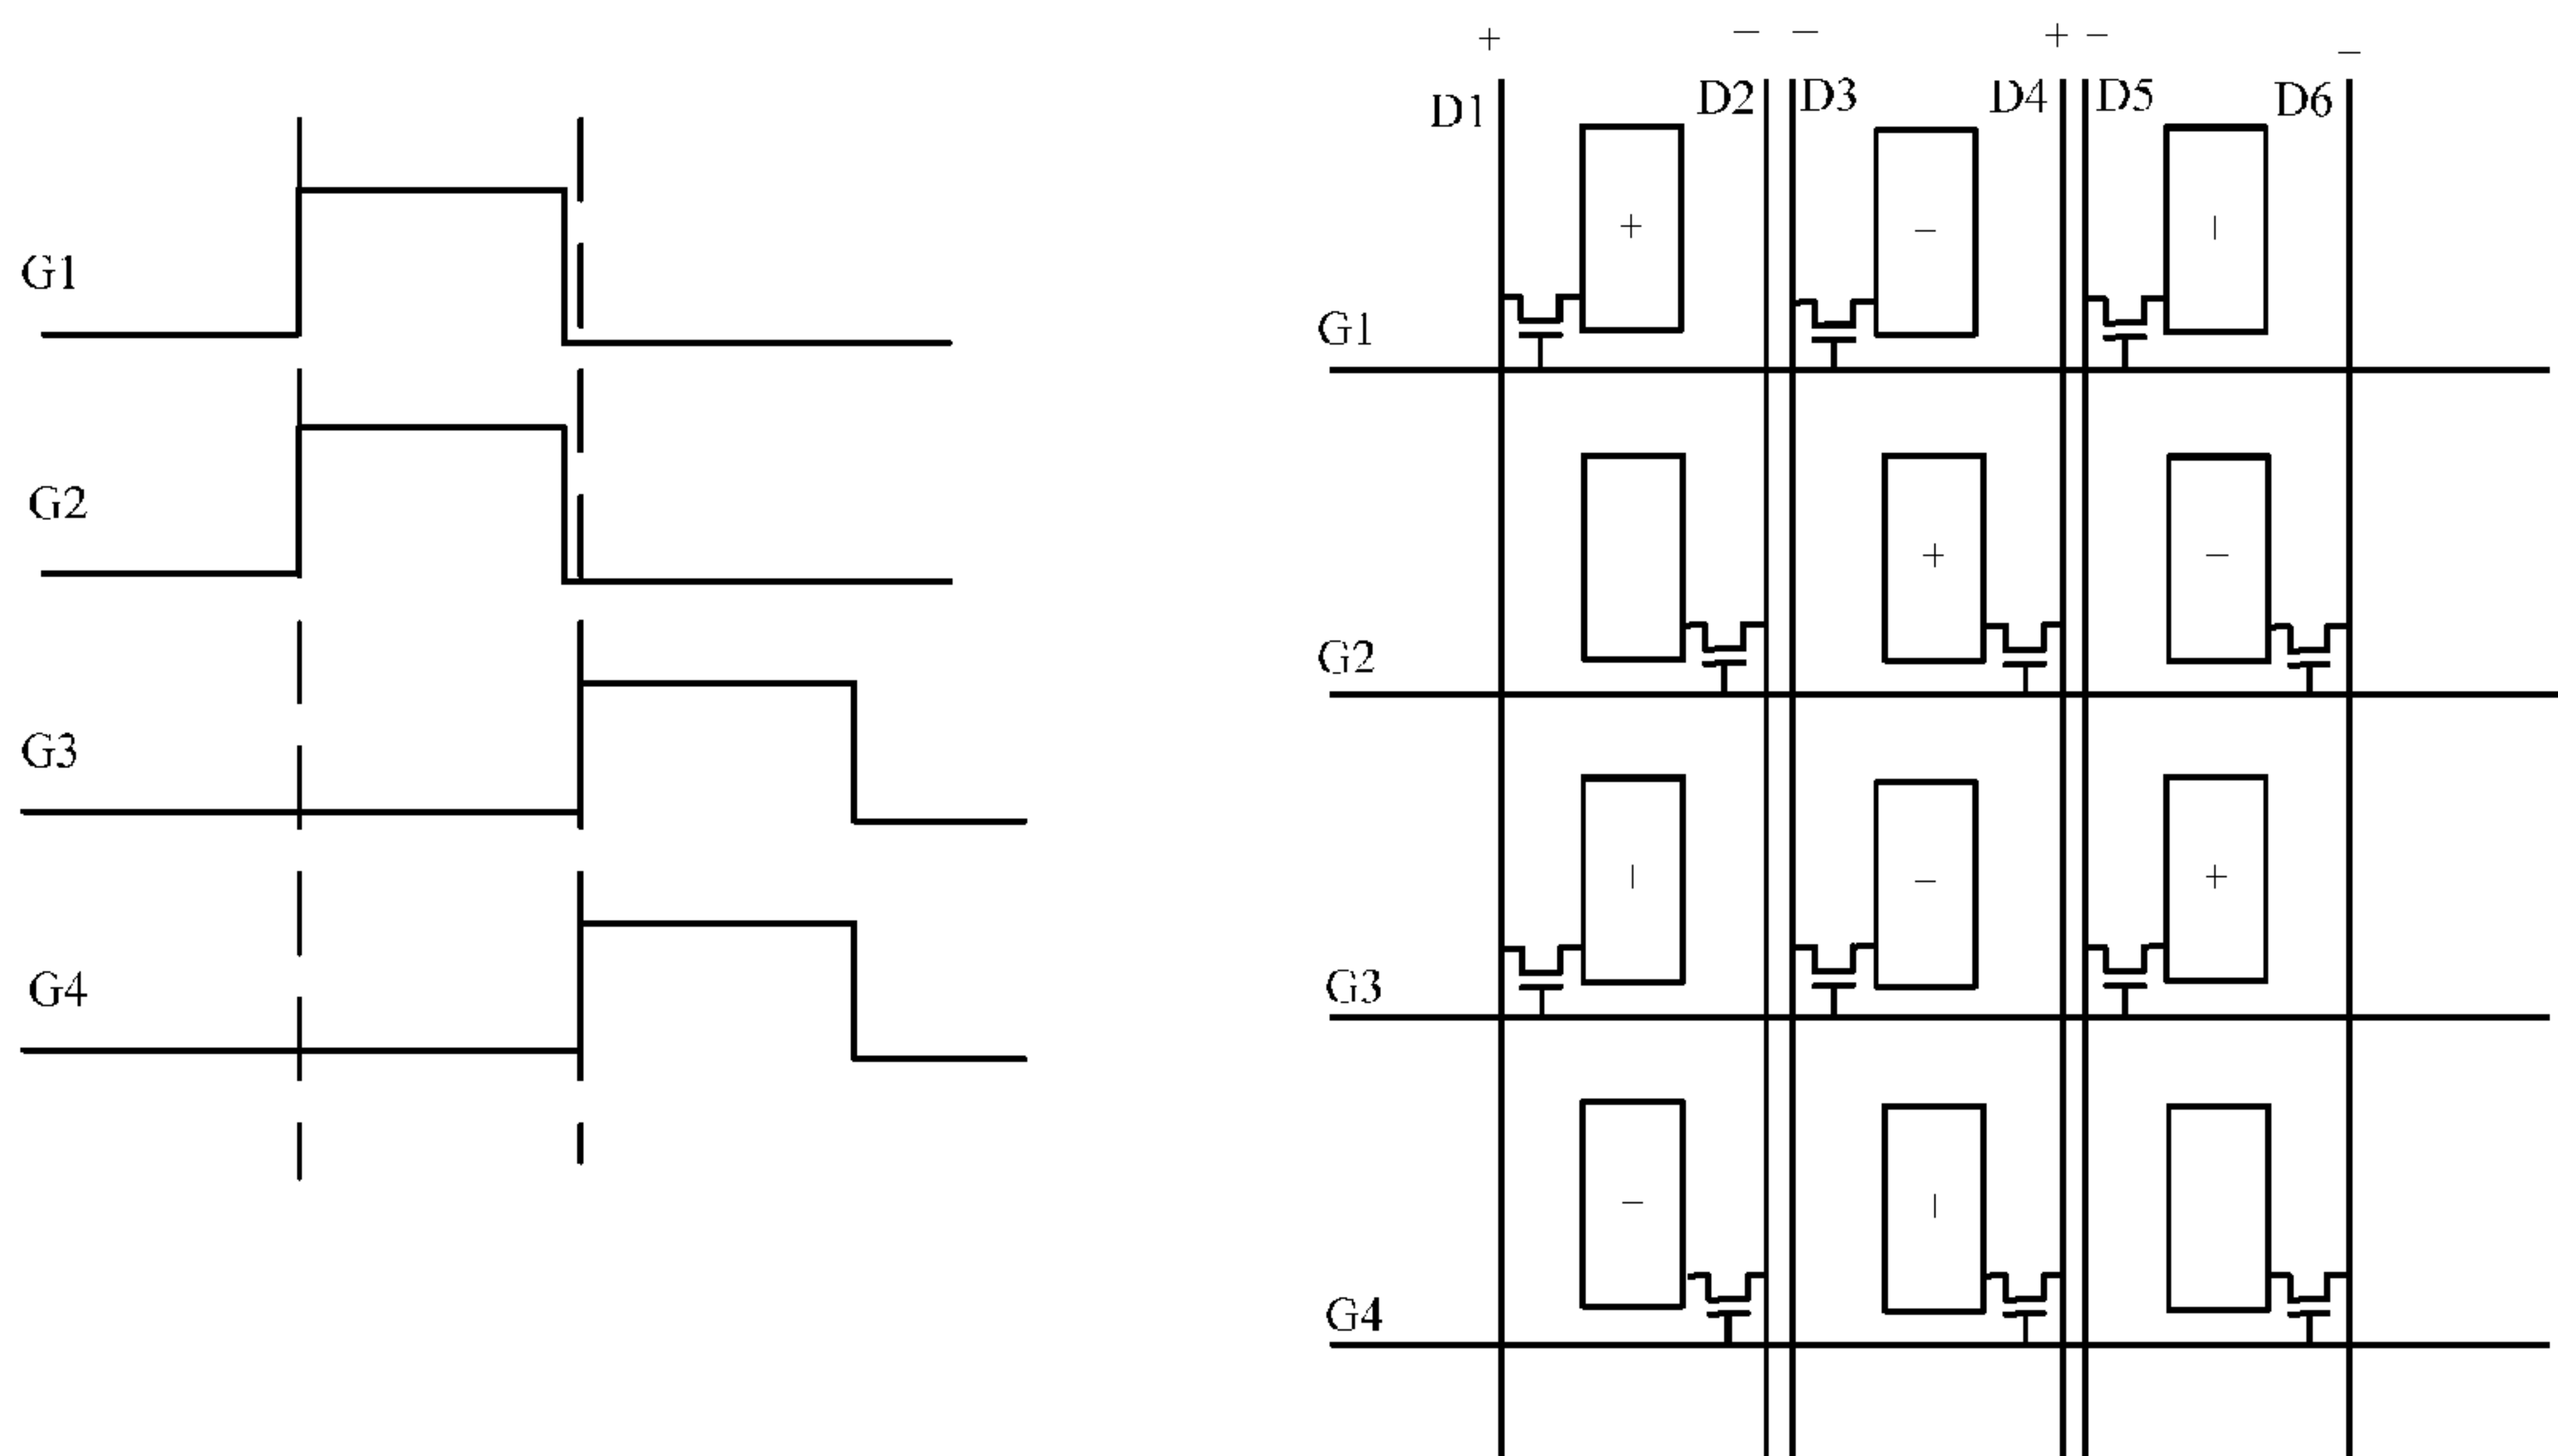 + − − + − −
D1 D2 D3 D4 D5 D6
+ − |
G1
G1
+ −
G2
G2
| − +
G3
G3
− |
G4
G4